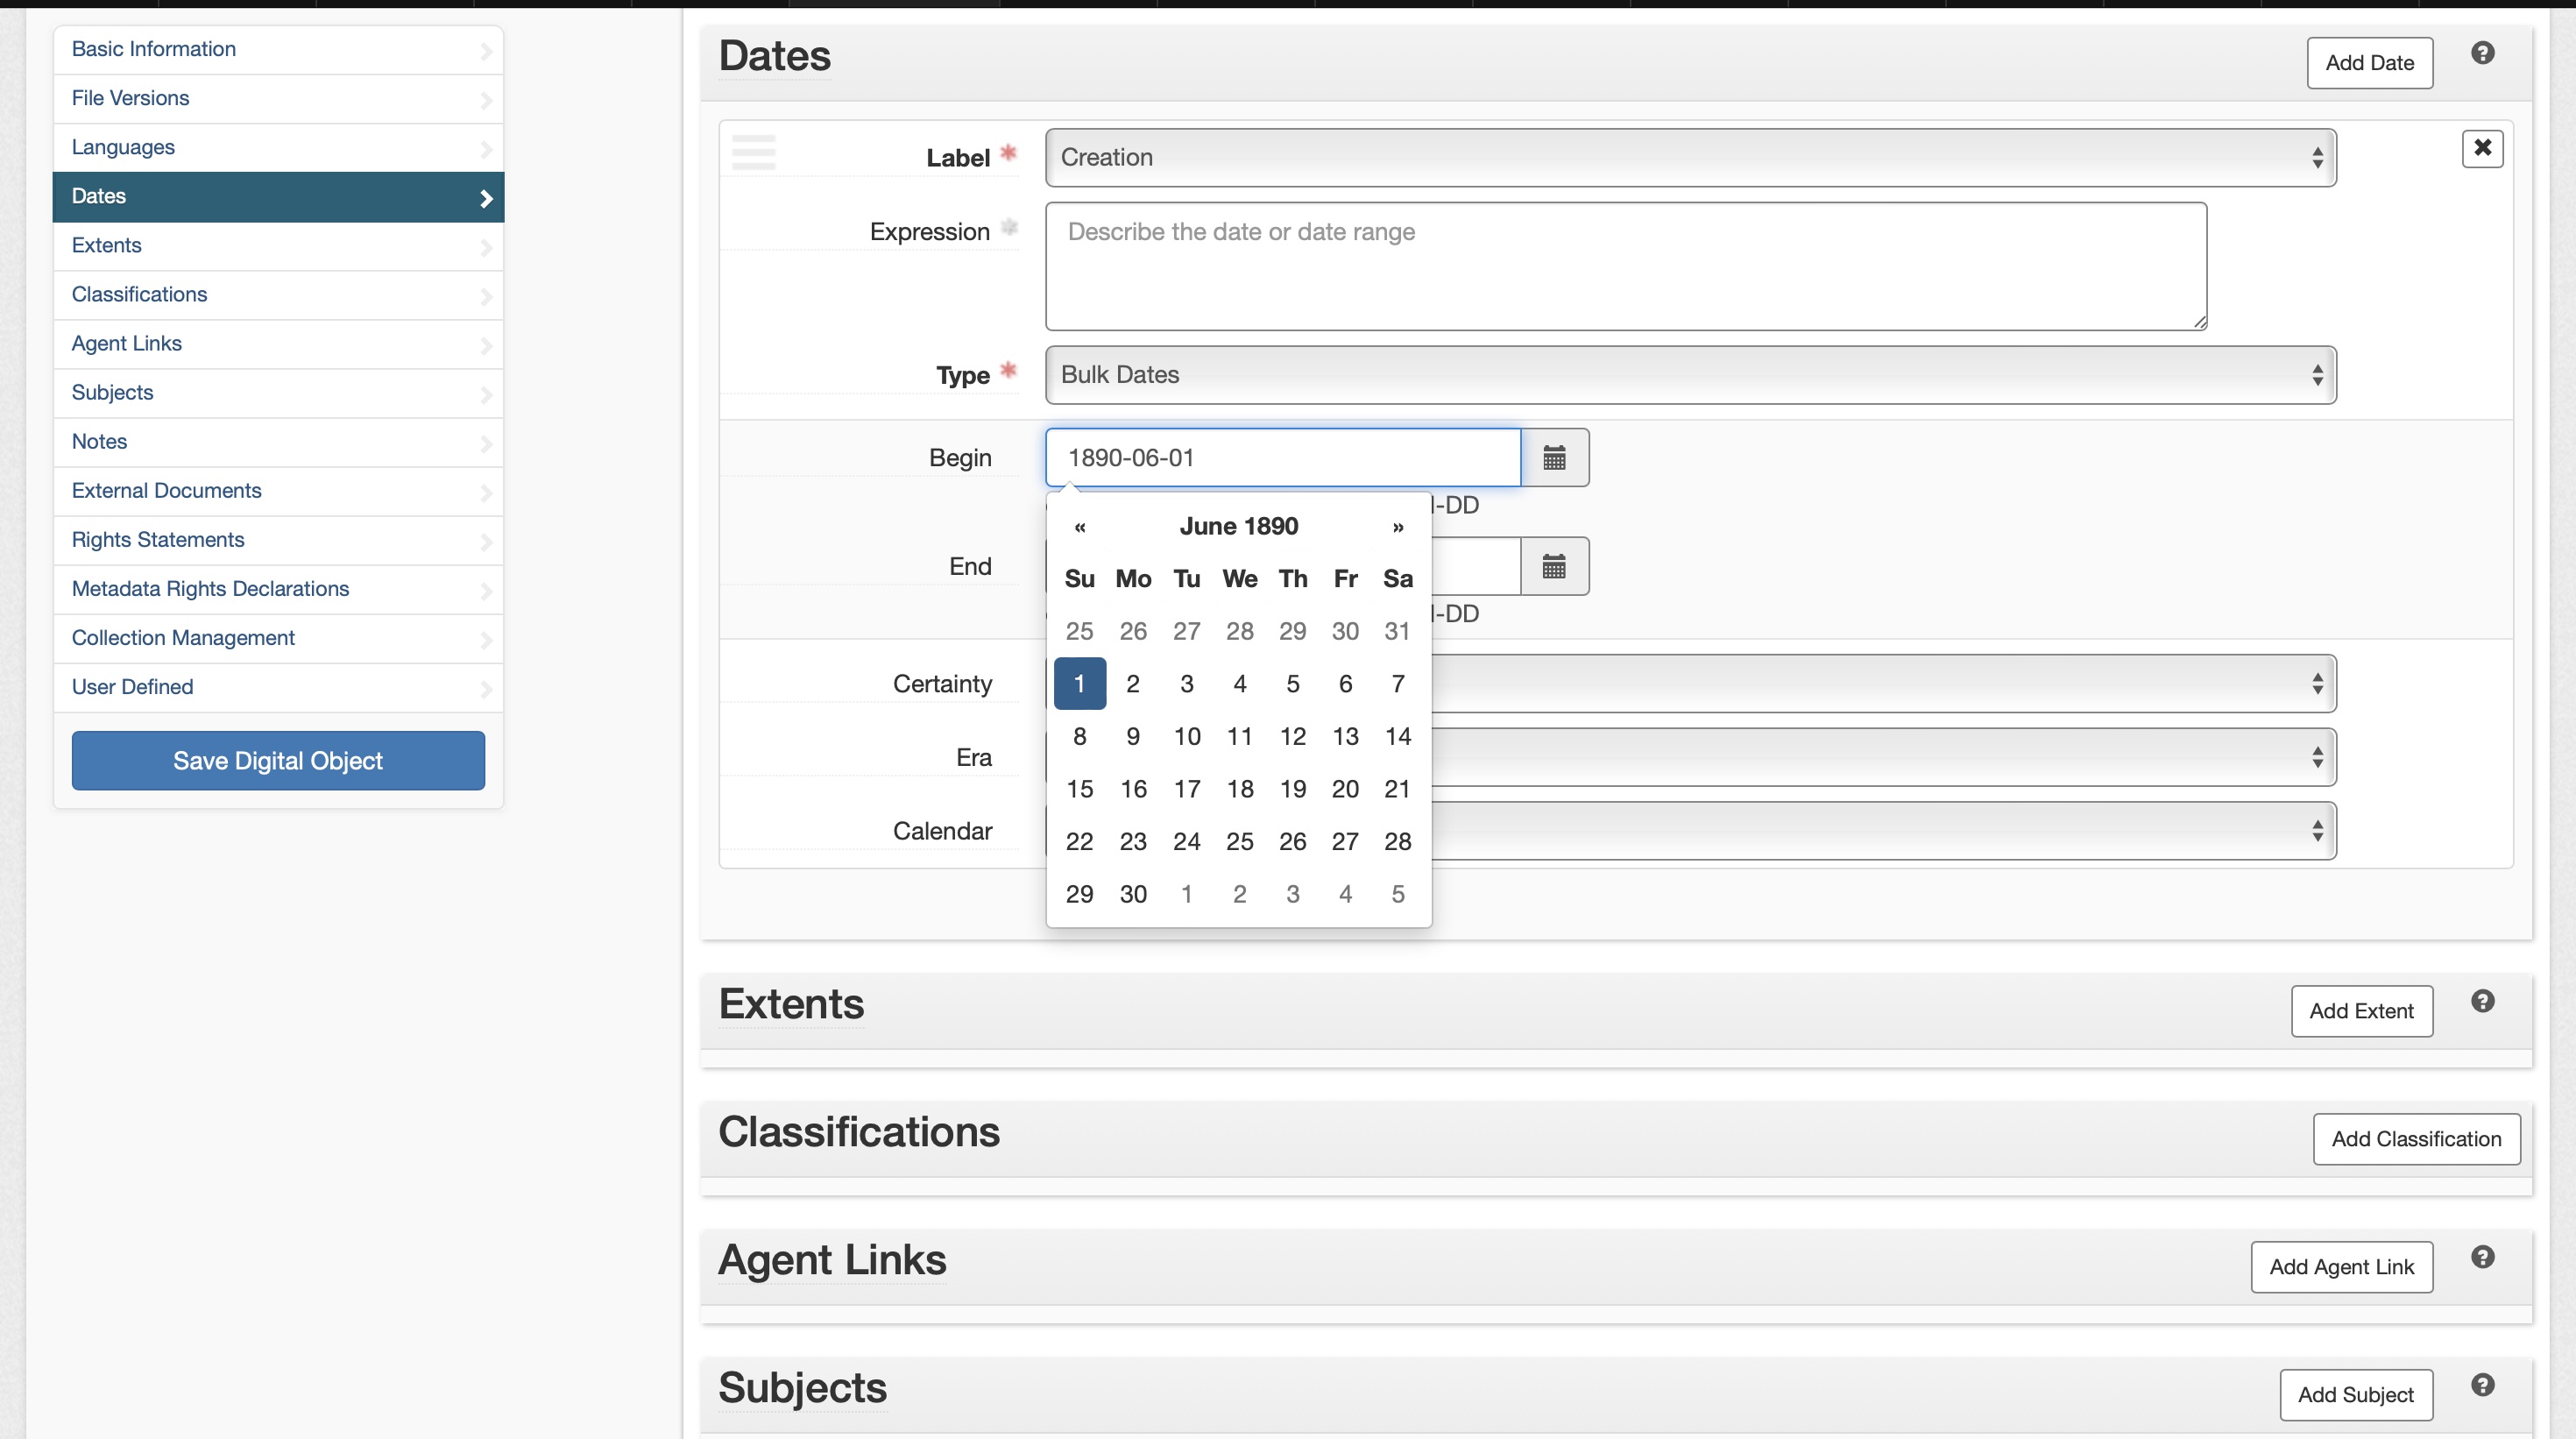 Basic Information
File Versions
Languages
Dates
Extents
Classifications
Agent Links
Subjects
Notes
External Documents
Rights Statements
Metadata Rights Declarations
Collection Management
User Defined
Save Digital Object
Dates
Add Date
Label
Creation
Expression
Describe the date or date range
Type
Bulk Dates
Begin
1890-06-01
-DD
« June 1890 »
Su Mo Tu We Th Fr Sa
25 26 27 28 29 30 31
1 2 3 4 5 6 7
8 9 10 11 12 13 14
15 16 17 18 19 20 21
22 23 24 25 26 27 28
29 30 1 2 3 4 5
End
-DD
Certainty
Era
Calendar
Extents
Add Extent
Classifications
Add Classification
Agent Links
Add Agent Link
Subjects
Add Subject